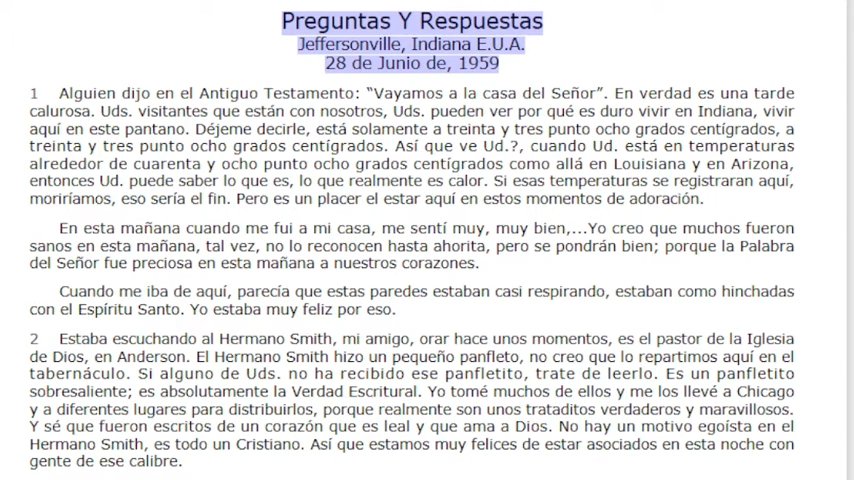 Preguntas Y Respuestas
Jeffersonville, Indiana E.U.A.
28 de Junio de, 1959
1 Alguien dijo en el Antiguo Testamento: “Vayamos a la casa del Señor”. En verdad es una tarde
calurosa. Uds. visitantes que están con nosotros, Uds. pueden ver por qué es duro vivir en Indiana, vivir
aquí en este pantano. Déjeme decirle, está solamente a treinta y tres punto ocho grados centígrados, a
treinta y tres punto ocho grados centígrados. Así que ve Ud.?, cuando Ud. está en temperaturas
alrededor de cuarenta y ocho punto ocho grados centígrados como allá en Louisiana y en Arizona,
entonces Ud. puede saber lo que es, lo que realmente es calor. Si esas temperaturas se registraran aquí,
moriríamos, eso sería el fin. Pero es un placer el estar aquí en estos momentos de adoración.
En esta mañana cuando me fui a mi casa, me sentí muy, muy bien,...Yo creo que muchos fueron
sanos en esta mañana, tal vez, no lo reconocen hasta ahorita, pero se pondrán bien; porque la Palabra
del Señor fue preciosa en esta mañana a nuestros corazones.
Cuando me iba de aquí, parecía que estas paredes estaban casi respirando, estaban como hinchadas
con el Espíritu Santo. Yo estaba muy feliz por eso.
2 Estaba escuchando al Hermano Smith, mi amigo, orar hace unos momentos, es el pastor de la Iglesia
de Dios, en Anderson. El Hermano Smith hizo un pequeño panfleto, no creo que lo repartimos aquí en el
tabernáculo. Si alguno de Uds. no ha recibido ese panfletito, trate de leerlo. Es un panfletito
sobresaliente; es absolutamente la Verdad Escritural. Yo tomé muchos de ellos y me los llevé a Chicago
y a diferentes lugares para distribuirlos, porque realmente son unos trataditos verdaderos y maravillosos.
Y sé que fueron escritos de un corazón que es leal y que ama a Dios. No hay un motivo egoísta en el
Hermano Smith, es todo un Cristiano. Así que estamos muy felices de estar asociados en esta noche con
gente de ese calibre.